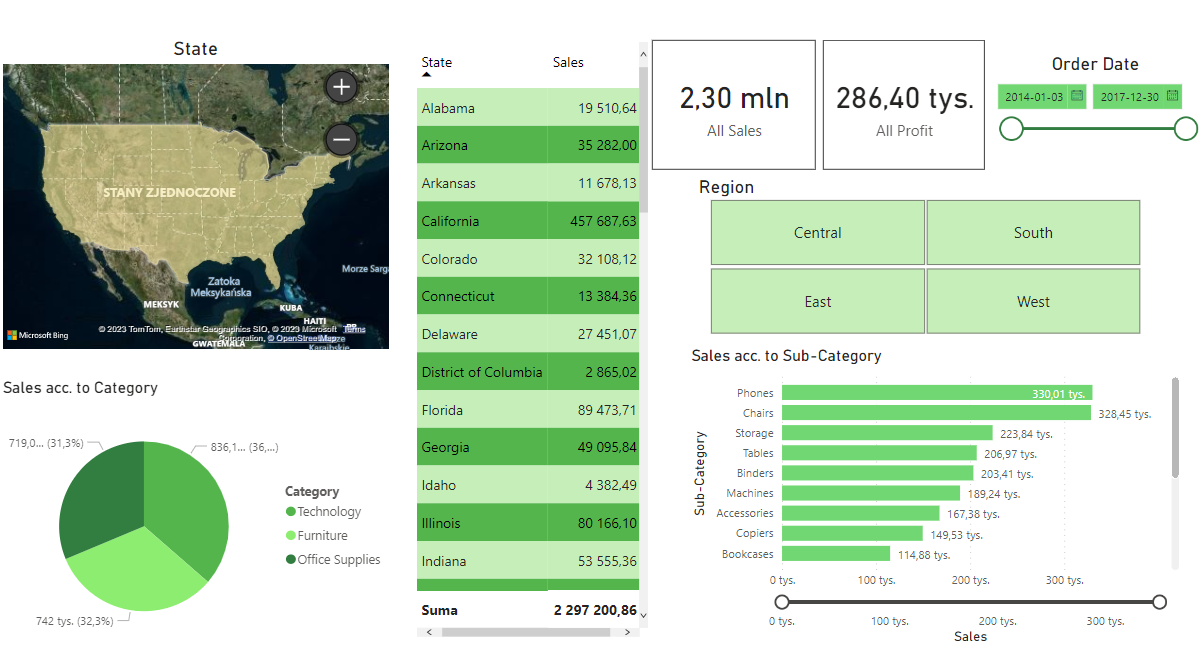 State
STANY ZJEDNOCZONE
Zatoka
Meksykańska
Morze Sarga
MEKSYK
KUBA
HAITI
PR
GWATEMALA
Karaibskie
Microsoft Bing
© 2023 TomTom, Earthstar Geographics SIO, © 2023 Microsoft
Corporation, © OpenStreetMap
Terms
Sales acc. to Category
719,0... (31,3%)
836,1... (36,...)
742 tys. (32,3%)
Category
Technology
Furniture
Office Supplies
State Sales
Alabama 19 510,64
Arizona 35 282,00
Arkansas 11 678,13
California 457 687,63
Colorado 32 108,12
Connecticut 13 384,36
Delaware 27 451,07
District of Columbia 2 865,02
Florida 89 473,71
Georgia 49 095,84
Idaho 4 382,49
Illinois 80 166,10
Indiana 53 555,36
Suma 2 297 200,86
2,30 mln
All Sales
286,40 tys.
All Profit
Order Date
2014-01-03 2017-12-30
Region
Central South
East West
Sales acc. to Sub-Category
Sub-Category
Phones 330,01 tys.
Chairs 328,45 tys.
Storage 223,84 tys.
Tables 206,97 tys.
Binders 203,41 tys.
Machines 189,24 tys.
Accessories 167,38 tys.
Copiers 149,53 tys.
Bookcases 114,88 tys.
0 tys. 100 tys. 200 tys. 300 tys.
0 tys. 100 tys. 200 tys. 300 tys.
Sales